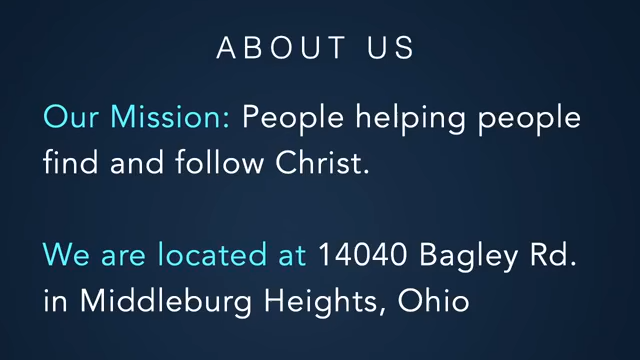 ABOUT US
Our Mission: People helping people
find and follow Christ.
We are located at 14040 Bagley Rd.
in Middleburg Heights, Ohio